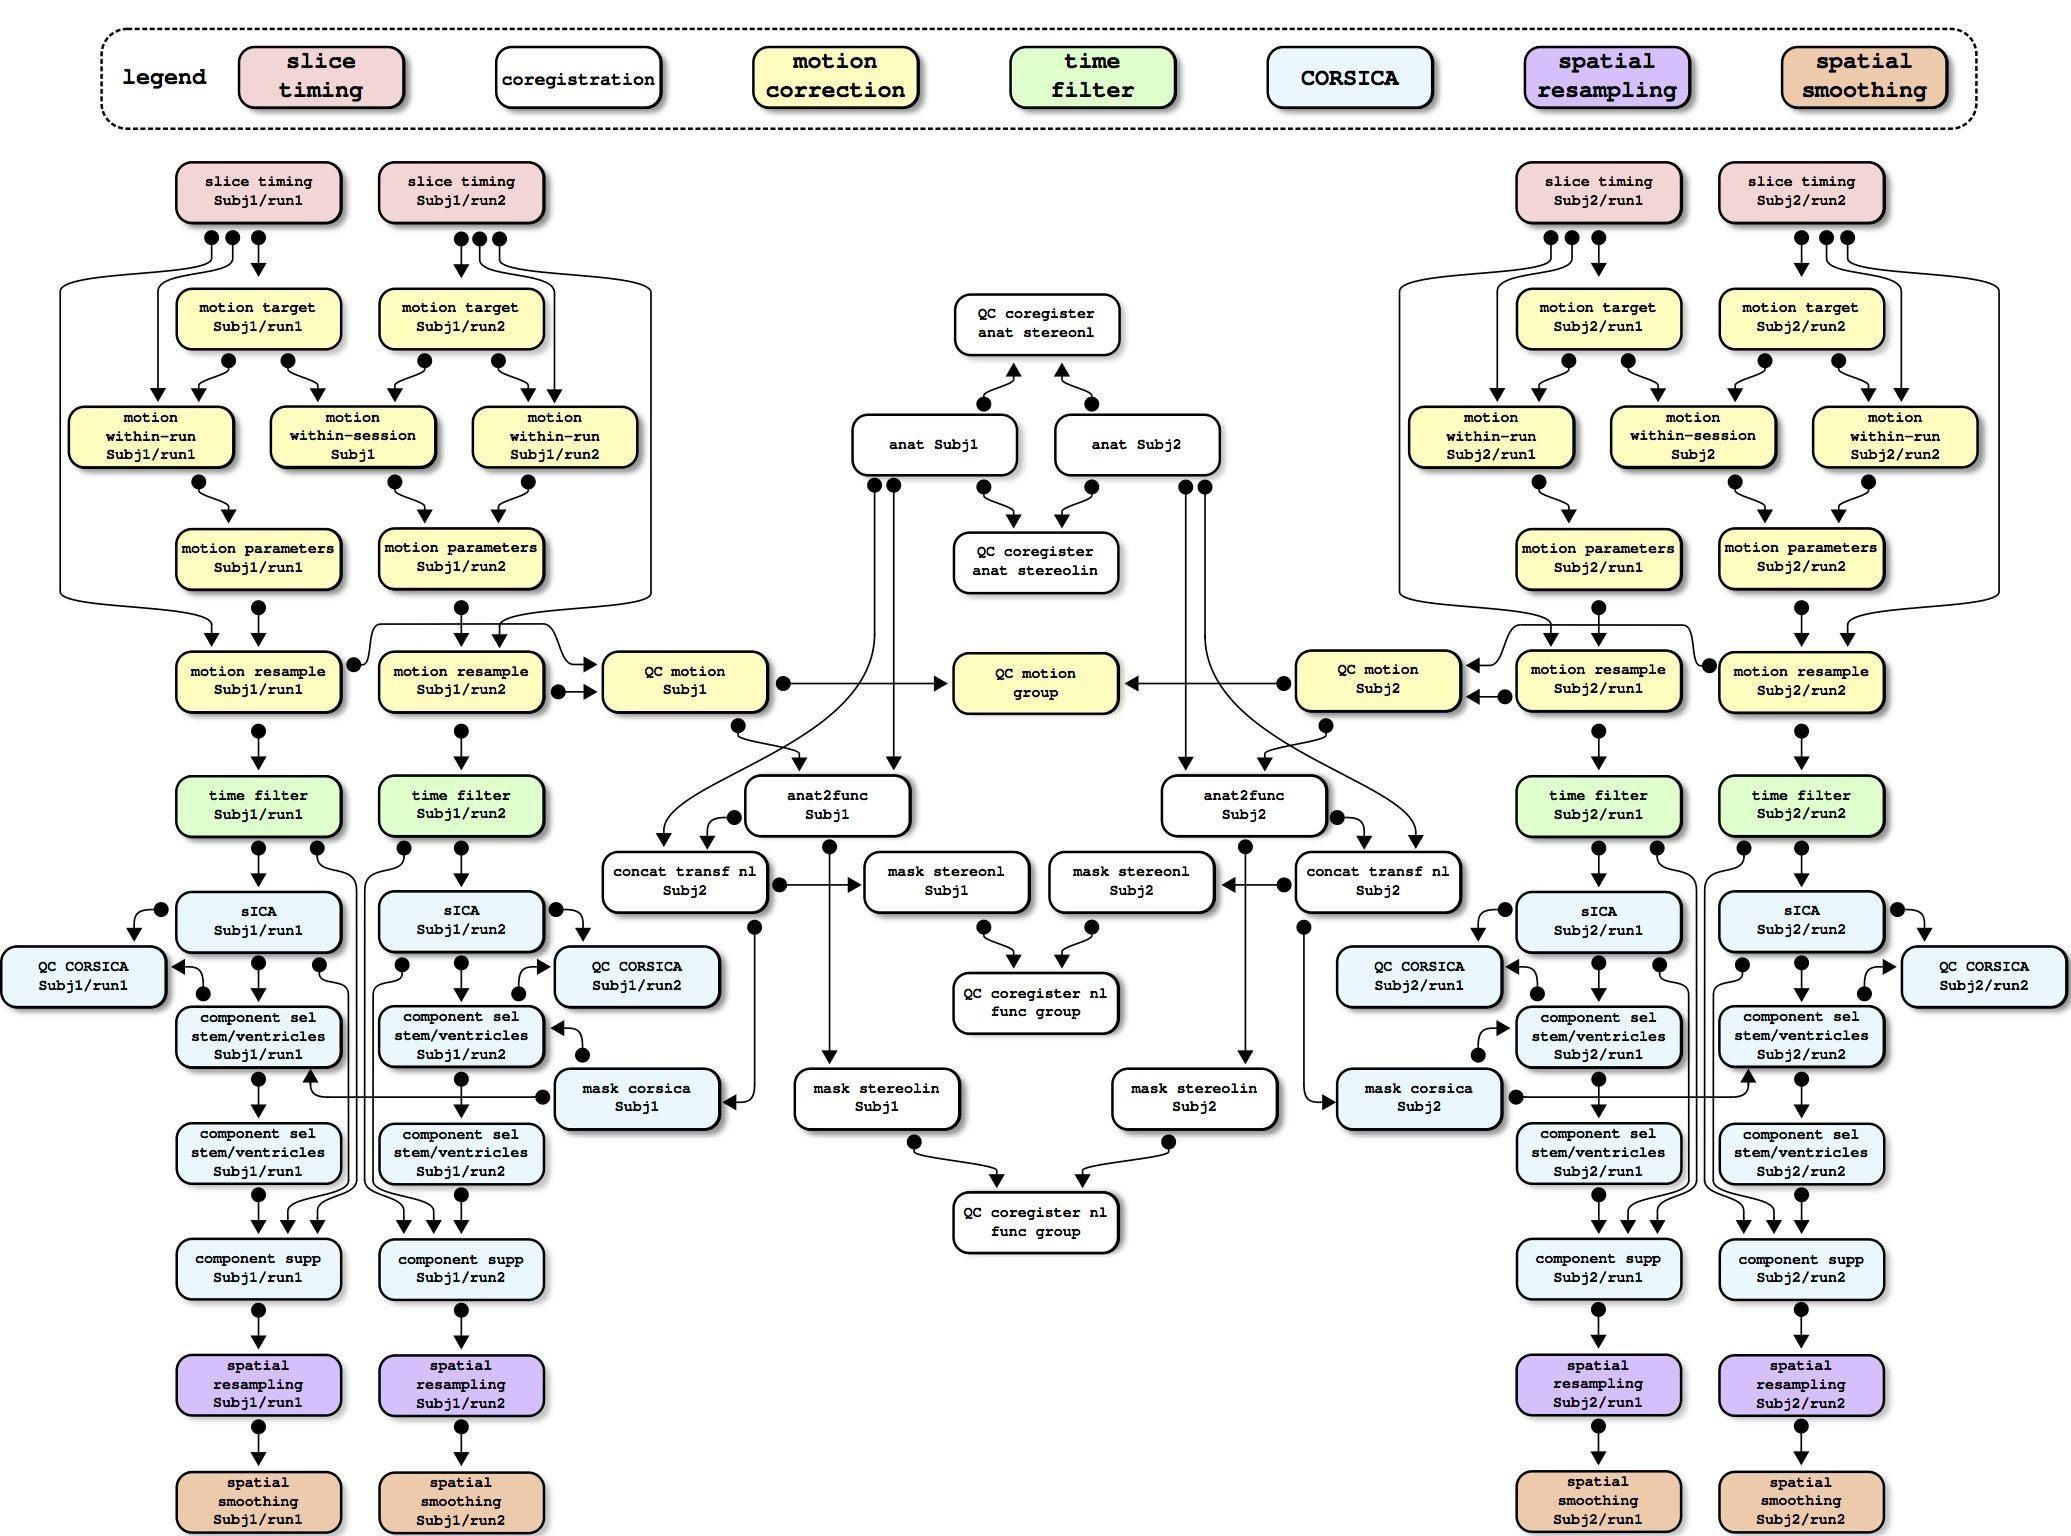 legend
slice
timing
coregistration
motion
correction
time
filter
CORSICA
spatial
resampling
spatial
smoothing
slice timing
Subj1/run1
slice timing
Subj1/run2
slice timing
Subj2/run1
slice timing
Subj2/run2
motion target
Subj1/run1
motion target
Subj1/run2
QC coregister
anat stereonl
motion target
Subj2/run1
motion target
Subj2/run2
motion
within-run
Subj1/run1
motion
within-session
Subj1
motion
within-run
Subj1/run2
anat Subj1
anat Subj2
motion
within-run
Subj2/run1
motion
within-session
Subj2
motion
within-run
Subj2/run2
motion parameters
Subj1/run1
motion parameters
Subj1/run2
QC coregister
anat stereolin
motion parameters
Subj2/run1
motion parameters
Subj2/run2
motion resample
Subj1/run1
motion resample
Subj1/run2
QC motion
Subj1
QC motion
group
QC motion
Subj2
motion resample
Subj2/run1
motion resample
Subj2/run2
time filter
Subj1/run1
time filter
Subj1/run2
anat2func
Subj1
anat2func
Subj2
time filter
Subj2/run1
time filter
Subj2/run2
concat transf nl
Subj2
mask stereonl
Subj1
mask stereonl
Subj2
concat transf nl
Subj2
sICA
Subj1/run1
sICA
Subj1/run2
sICA
Subj2/run1
sICA
Subj2/run2
QC CORSICA
Subj1/run1
QC CORSICA
Subj1/run2
QC coregister nl
func group
QC CORSICA
Subj2/run1
QC CORSICA
Subj2/run2
component sel
stem/ventricles
Subj1/run1
component sel
stem/ventricles
Subj1/run2
component sel
stem/ventricles
Subj2/run1
component sel
stem/ventricles
Subj2/run2
mask corsica
Subj1
mask stereolin
Subj1
mask stereolin
Subj2
mask corsica
Subj2
component sel
stem/ventricles
Subj1/run1
component sel
stem/ventricles
Subj1/run2
component sel
stem/ventricles
Subj2/run1
component sel
stem/ventricles
Subj2/run2
QC coregister nl
func group
component supp
Subj1/run1
component supp
Subj1/run2
component supp
Subj2/run1
component supp
Subj2/run2
spatial
resampling
Subj1/run1
spatial
resampling
Subj1/run2
spatial
resampling
Subj2/run1
spatial
resampling
Subj2/run2
spatial
smoothing
Subj1/run1
spatial
smoothing
Subj1/run2
spatial
smoothing
Subj2/run1
spatial
smoothing
Subj2/run2